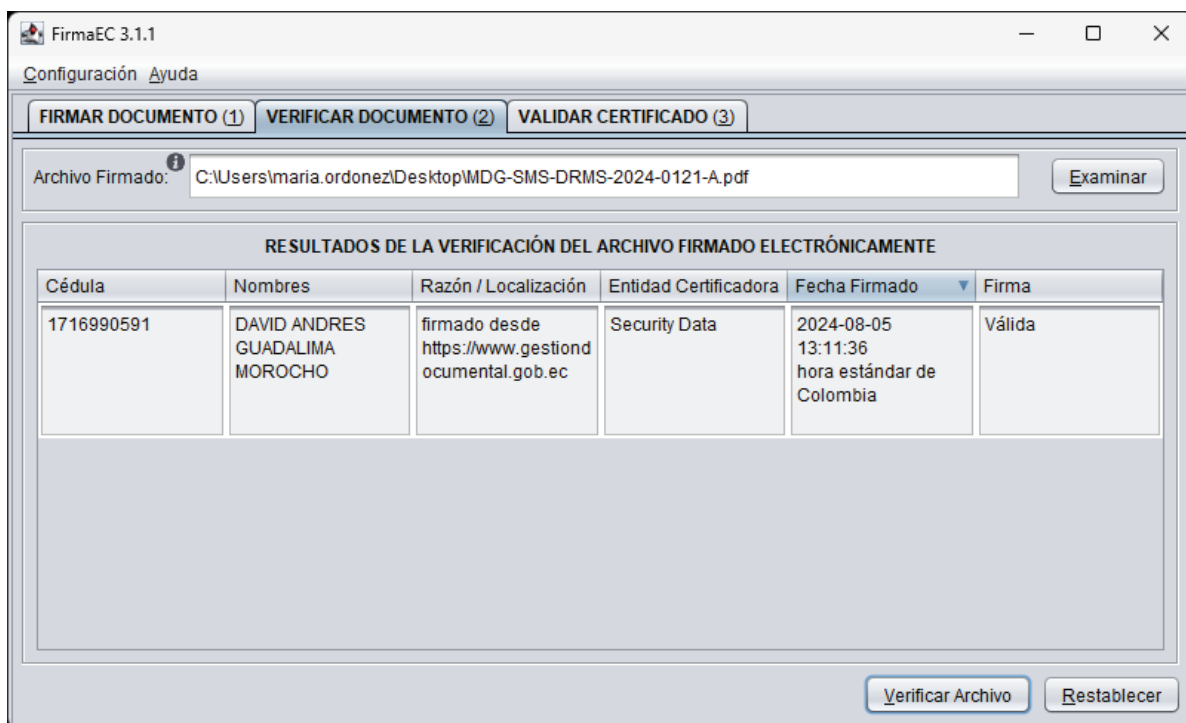 FirmaEC 3.1.1
Configuración Ayuda
FIRMAR DOCUMENTO (1) VERIFICAR DOCUMENTO (2) VALIDAR CERTIFICADO (3)
Archivo Firmado: C:\Users\maria.ordonez\Desktop\MDG-SMS-DRMS-2024-0121-A.pdf Examinar
RESULTADOS DE LA VERIFICACIÓN DEL ARCHIVO FIRMADO ELECTRÓNICAMENTE
Cédula Nombres Razón / Localización Entidad Certificadora Fecha Firmado Firma
1716990591 DAVID ANDRES firmado desde Security Data 2024-08-05 Válida
GUADALIMA https://www.gestiond 13:11:36
MOROCHO ocumental.gob.ec hora estándar de
Colombia
Verificar Archivo Restablecer